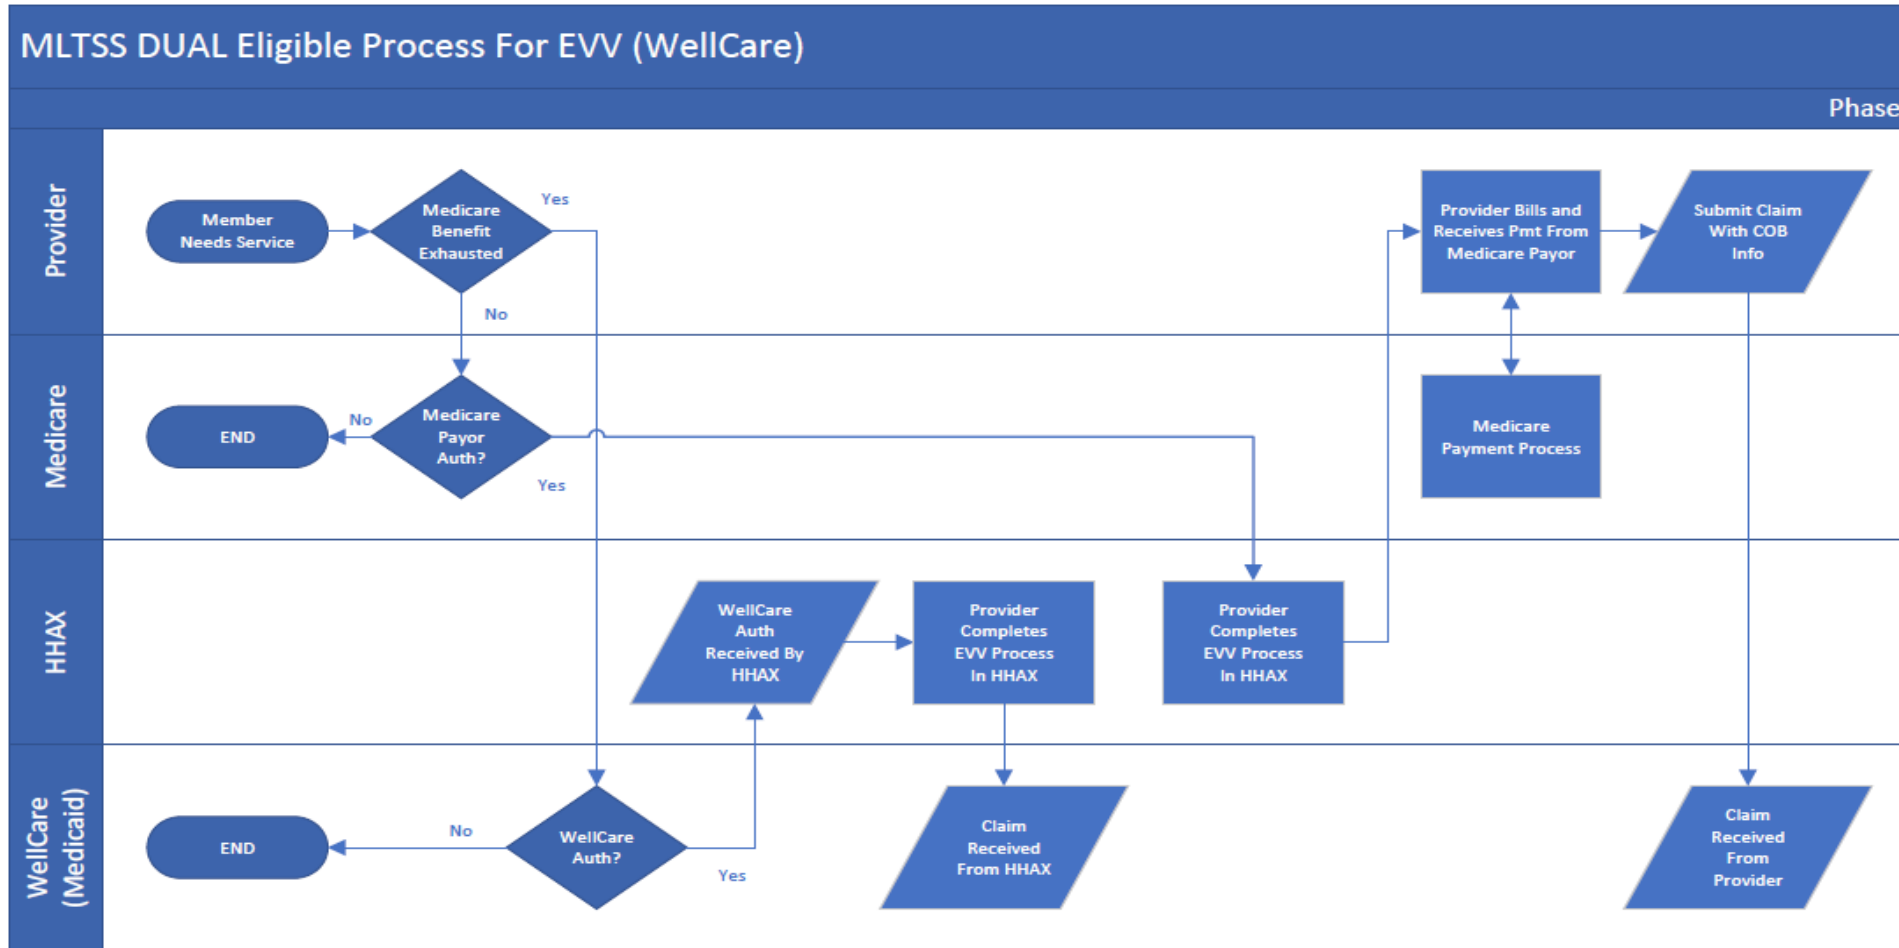 MLTSS DUAL Eligible Process For EVV (WellCare)
Phase
Provider
Member
Needs Service
Medicare
Benefit
Exhausted
Yes
No
Provider Bills and
Receives Pmt From
Medicare Payor
Submit Claim
With COB
Info
Medicare
END
No
Medicare
Payor
Auth?
Yes
Medicare
Payment Process
HHAX
WellCare
Auth
Received By
HHAX
Provider
Completes
EVV Process
In HHAX
Provider
Completes
EVV Process
In HHAX
WellCare
(Medicaid)
END
No
WellCare
Auth?
Yes
Claim
Received
From HHAX
Claim
Received
From
Provider